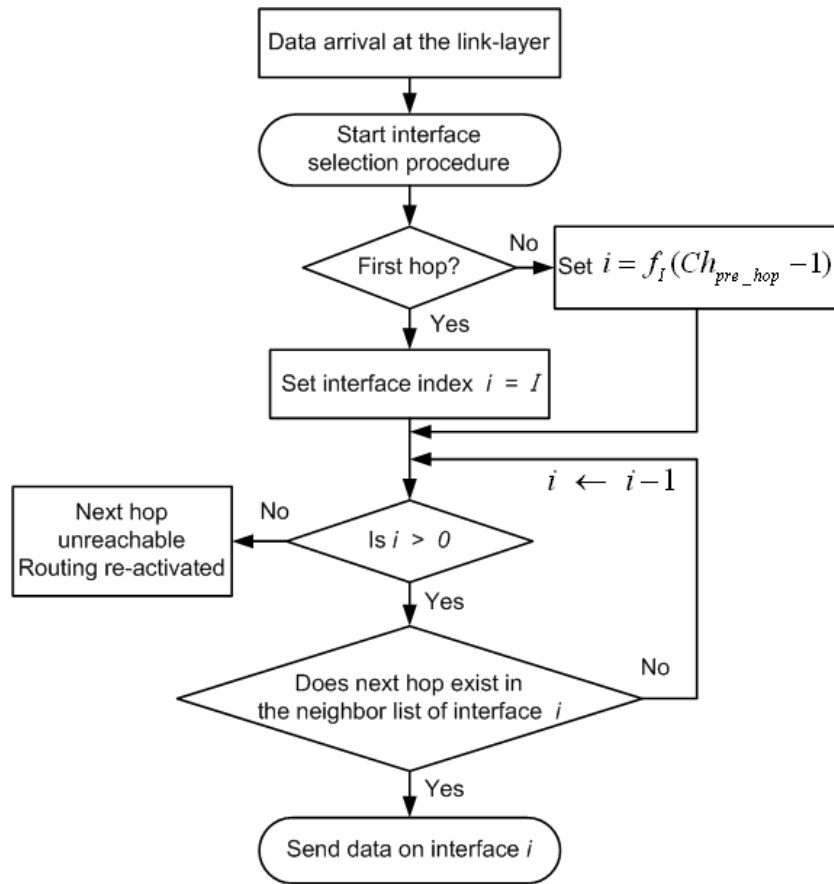 Data arrival at the link-layer
Start interface
selection procedure
First hop?
No
Set i = f_I (Ch_{pre_hop} − 1)
Yes
Set interface index i = I
i ← i − 1
Next hop
unreachable
Routing re-activated
No
Is i > 0
Yes
Does next hop exist in
the neighbor list of interface i
No
Yes
Send data on interface i